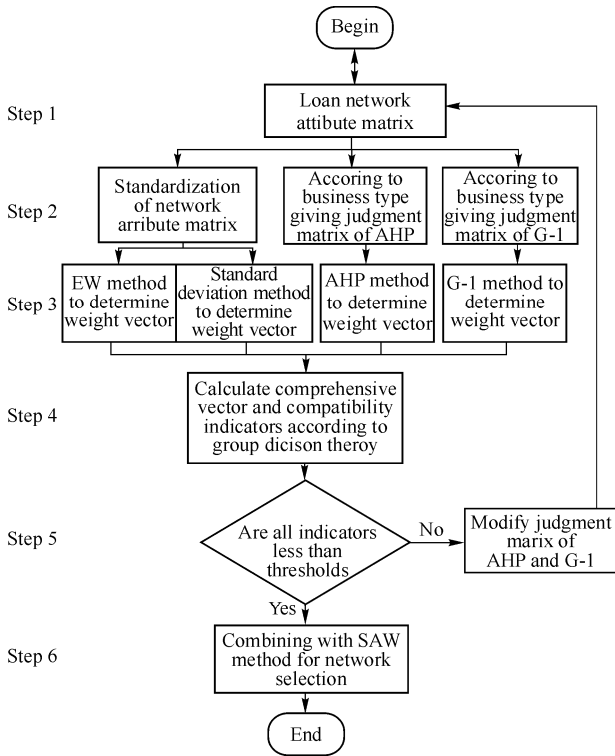 Begin
Step 1
Loan network
attibute matrix
Step 2
Standardization
of network
arribute matrix
Accoring to
business type
giving judgment
matrix of AHP
Accoring to
business type
giving judgment
matrix of G-1
Step 3
EW method
to determine
weight vector
Standard
deviation method
to determine
weight vector
AHP method
to determine
weight vector
G-1 method to
determine
weight vector
Step 4
Calculate comprehensive
vector and compatibility
indicators according to
group dicison theroy
Step 5
Are all indicators
less than
thresholds
No
Modify judgment
marix of
AHP and G-1
Yes
Step 6
Combining with SAW
method for network
selection
End